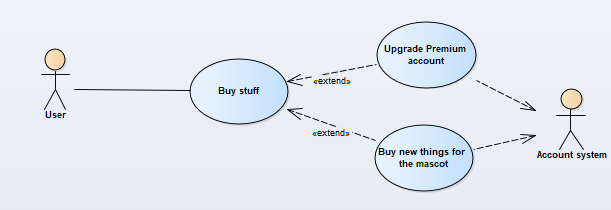 Upgrade Premium
account
«extend»
Buy stuff
User
«extend»
Buy new things for
the mascot
Account system